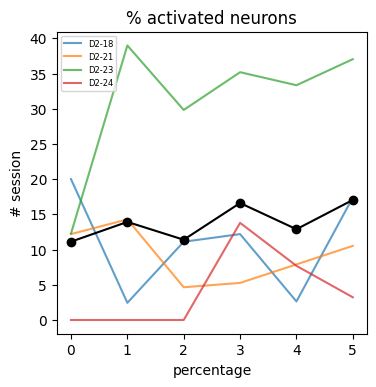 % activated neurons
D2-18
D2-21
D2-23
D2-24
# session
40
35
30
25
20
15
10
5
0
0 1 2 3 4 5
percentage